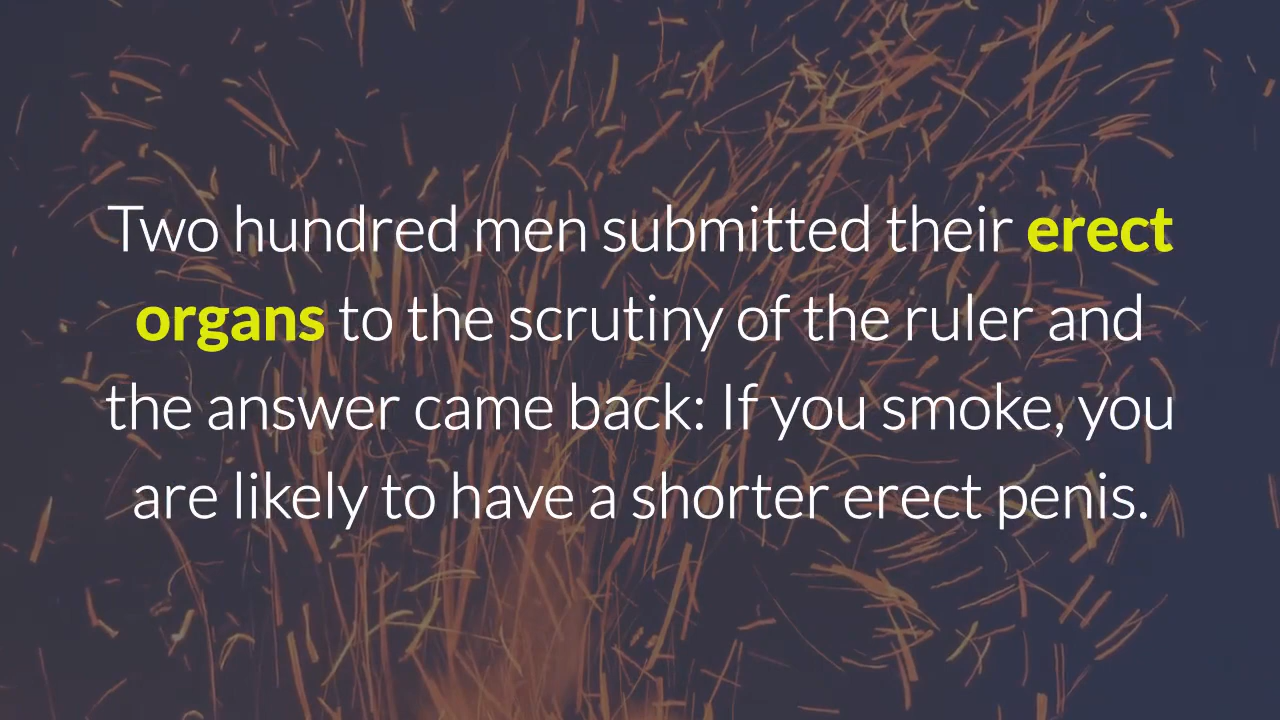 Two hundred men submitted their erect
organs to the scrutiny of the ruler and
the answer came back: If you smoke, you
are likely to have a shorter erect penis.